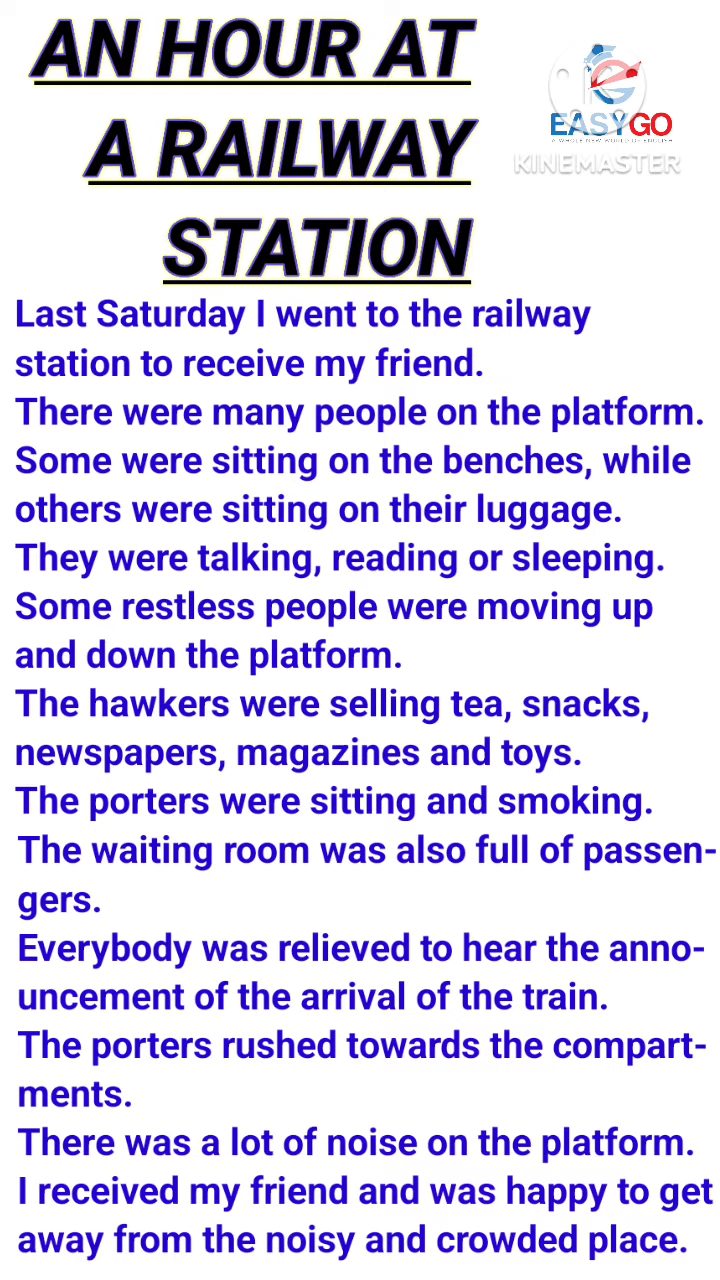 AN HOUR AT
A RAILWAY
STATION
EASYGO
A WHOLE NEW WORLD OF ENGLISH
KINEMASTER
Last Saturday I went to the railway
station to receive my friend.
There were many people on the platform.
Some were sitting on the benches, while
others were sitting on their luggage.
They were talking, reading or sleeping.
Some restless people were moving up
and down the platform.
The hawkers were selling tea, snacks,
newspapers, magazines and toys.
The porters were sitting and smoking.
The waiting room was also full of passen-
gers.
Everybody was relieved to hear the anno-
uncement of the arrival of the train.
The porters rushed towards the compart-
ments.
There was a lot of noise on the platform.
I received my friend and was happy to get
away from the noisy and crowded place.